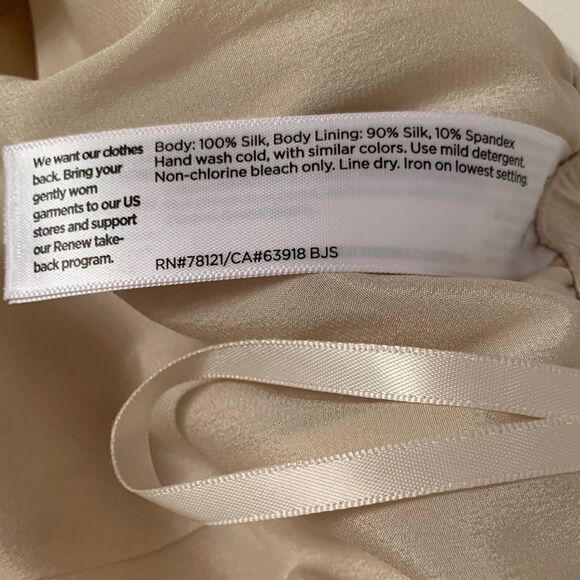 We want our clothes
back. Bring your
gently worn
garments to our US
stores and support
our Renew take-
back program.
Body: 100% Silk, Body Lining: 90% Silk, 10% Spandex
Hand wash cold, with similar colors. Use mild detergent.
Non-chlorine bleach only. Line dry. Iron on lowest setting.
RN#78121/CA#63918 BJS